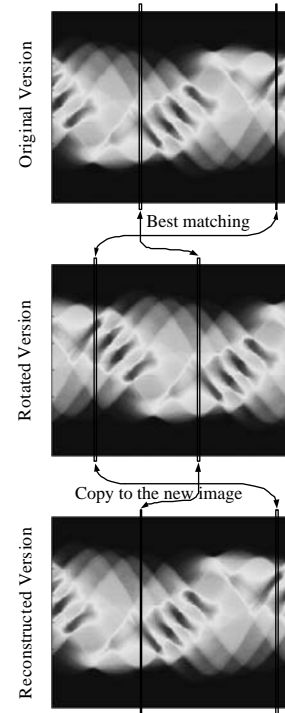 Original Version
Best matching
Rotated Version
Copy to the new image
Reconstructed Version